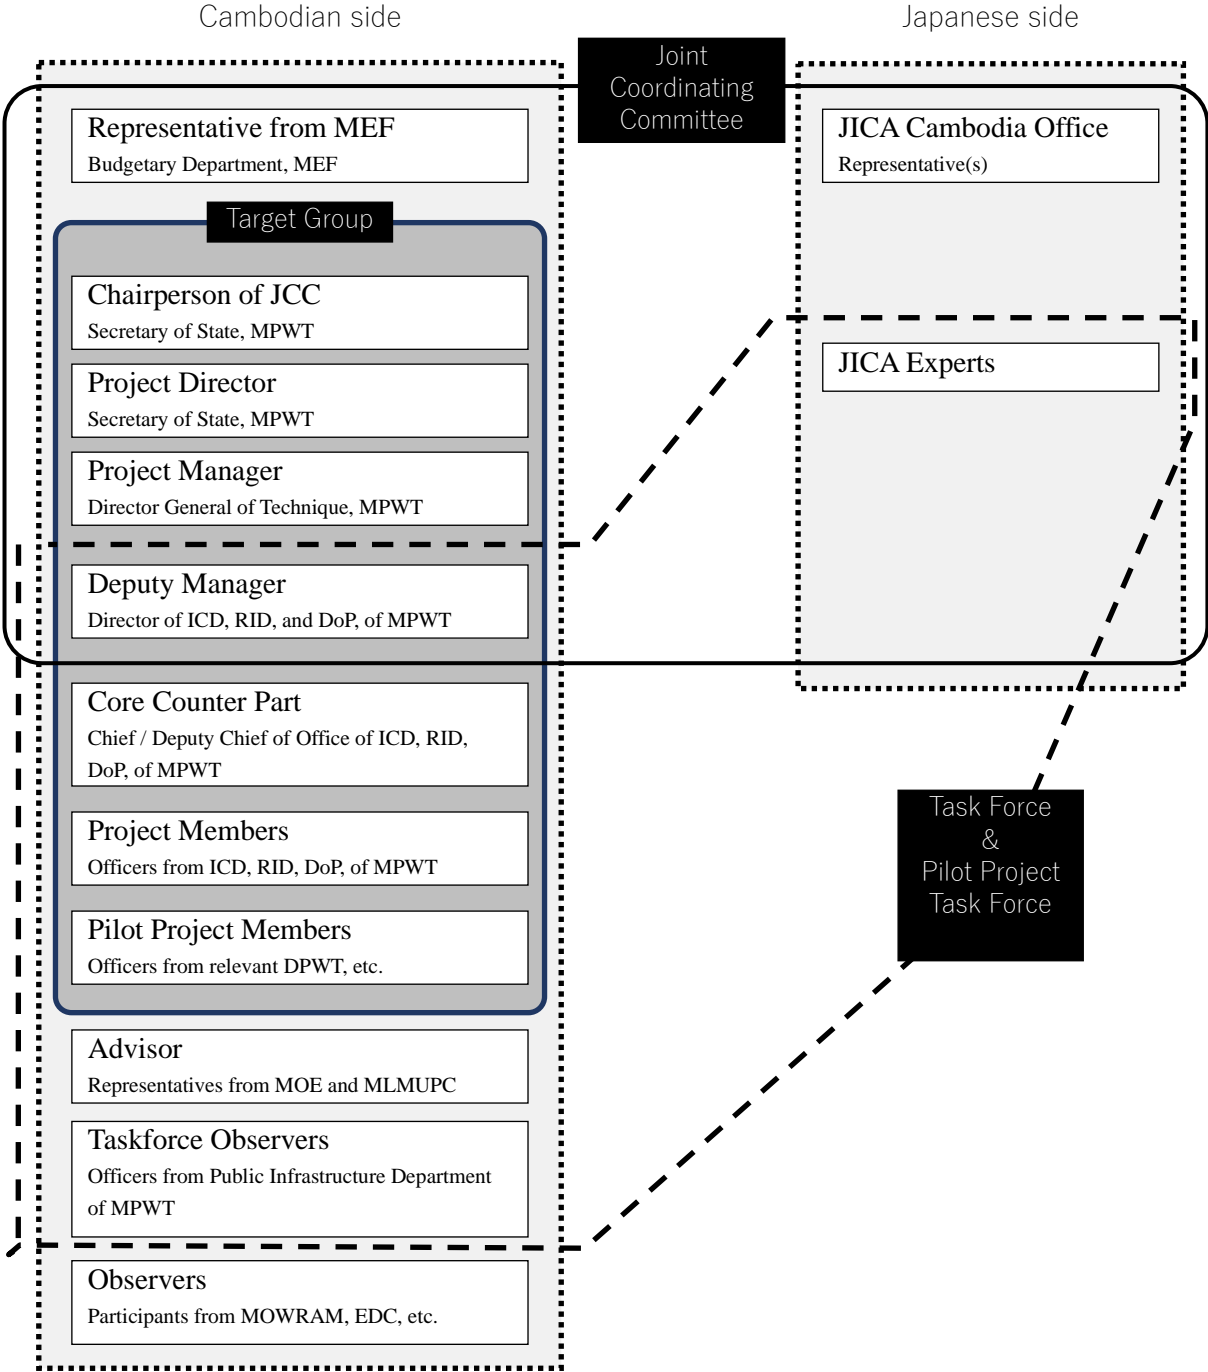 Cambodian side
Japanese side
Joint
Coordinating
Committee
Representative from MEF
Budgetary Department, MEF
JICA Cambodia Office
Representative(s)
Target Group
Chairperson of JCC
Secretary of State, MPWT
Project Director
Secretary of State, MPWT
JICA Experts
Project Manager
Director General of Technique, MPWT
Deputy Manager
Director of ICD, RID, and DoP, of MPWT
Core Counter Part
Chief / Deputy Chief of Office of ICD, RID,
DoP, of MPWT
Project Members
Officers from ICD, RID, DoP, of MPWT
Pilot Project Members
Officers from relevant DPWT, etc.
Task Force
&
Pilot Project
Task Force
Advisor
Representatives from MOE and MLMUPC
Taskforce Observers
Officers from Public Infrastructure Department
of MPWT
Observers
Participants from MOWRAM, EDC, etc.